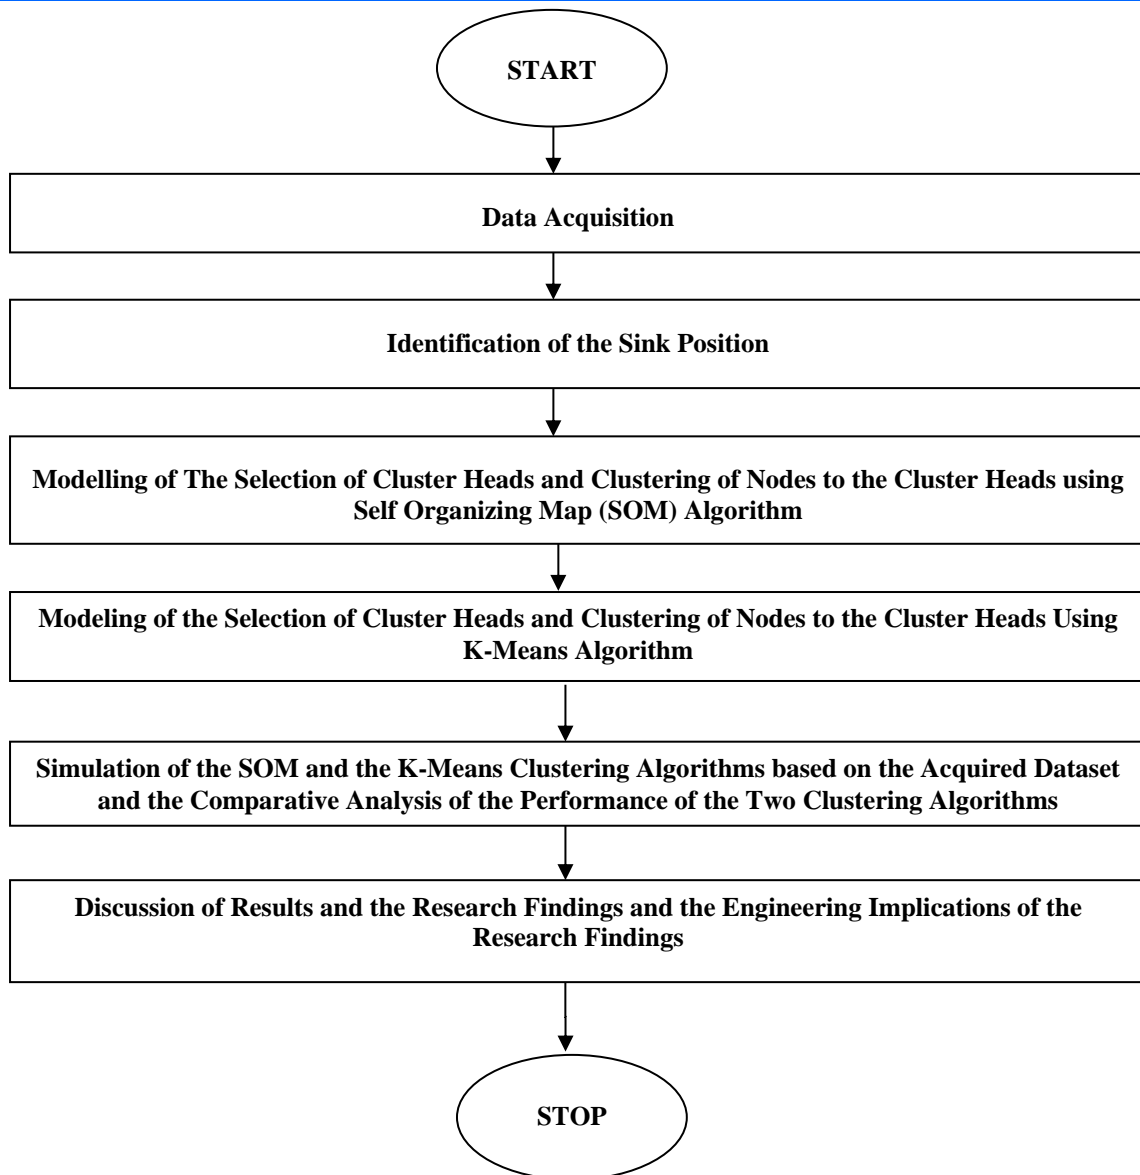 START
Data Acquisition
Identification of the Sink Position
Modelling of The Selection of Cluster Heads and Clustering of Nodes to the Cluster Heads using
Self Organizing Map (SOM) Algorithm
Modeling of the Selection of Cluster Heads and Clustering of Nodes to the Cluster Heads Using
K-Means Algorithm
Simulation of the SOM and the K-Means Clustering Algorithms based on the Acquired Dataset
and the Comparative Analysis of the Performance of the Two Clustering Algorithms
Discussion of Results and the Research Findings and the Engineering Implications of the
Research Findings
STOP